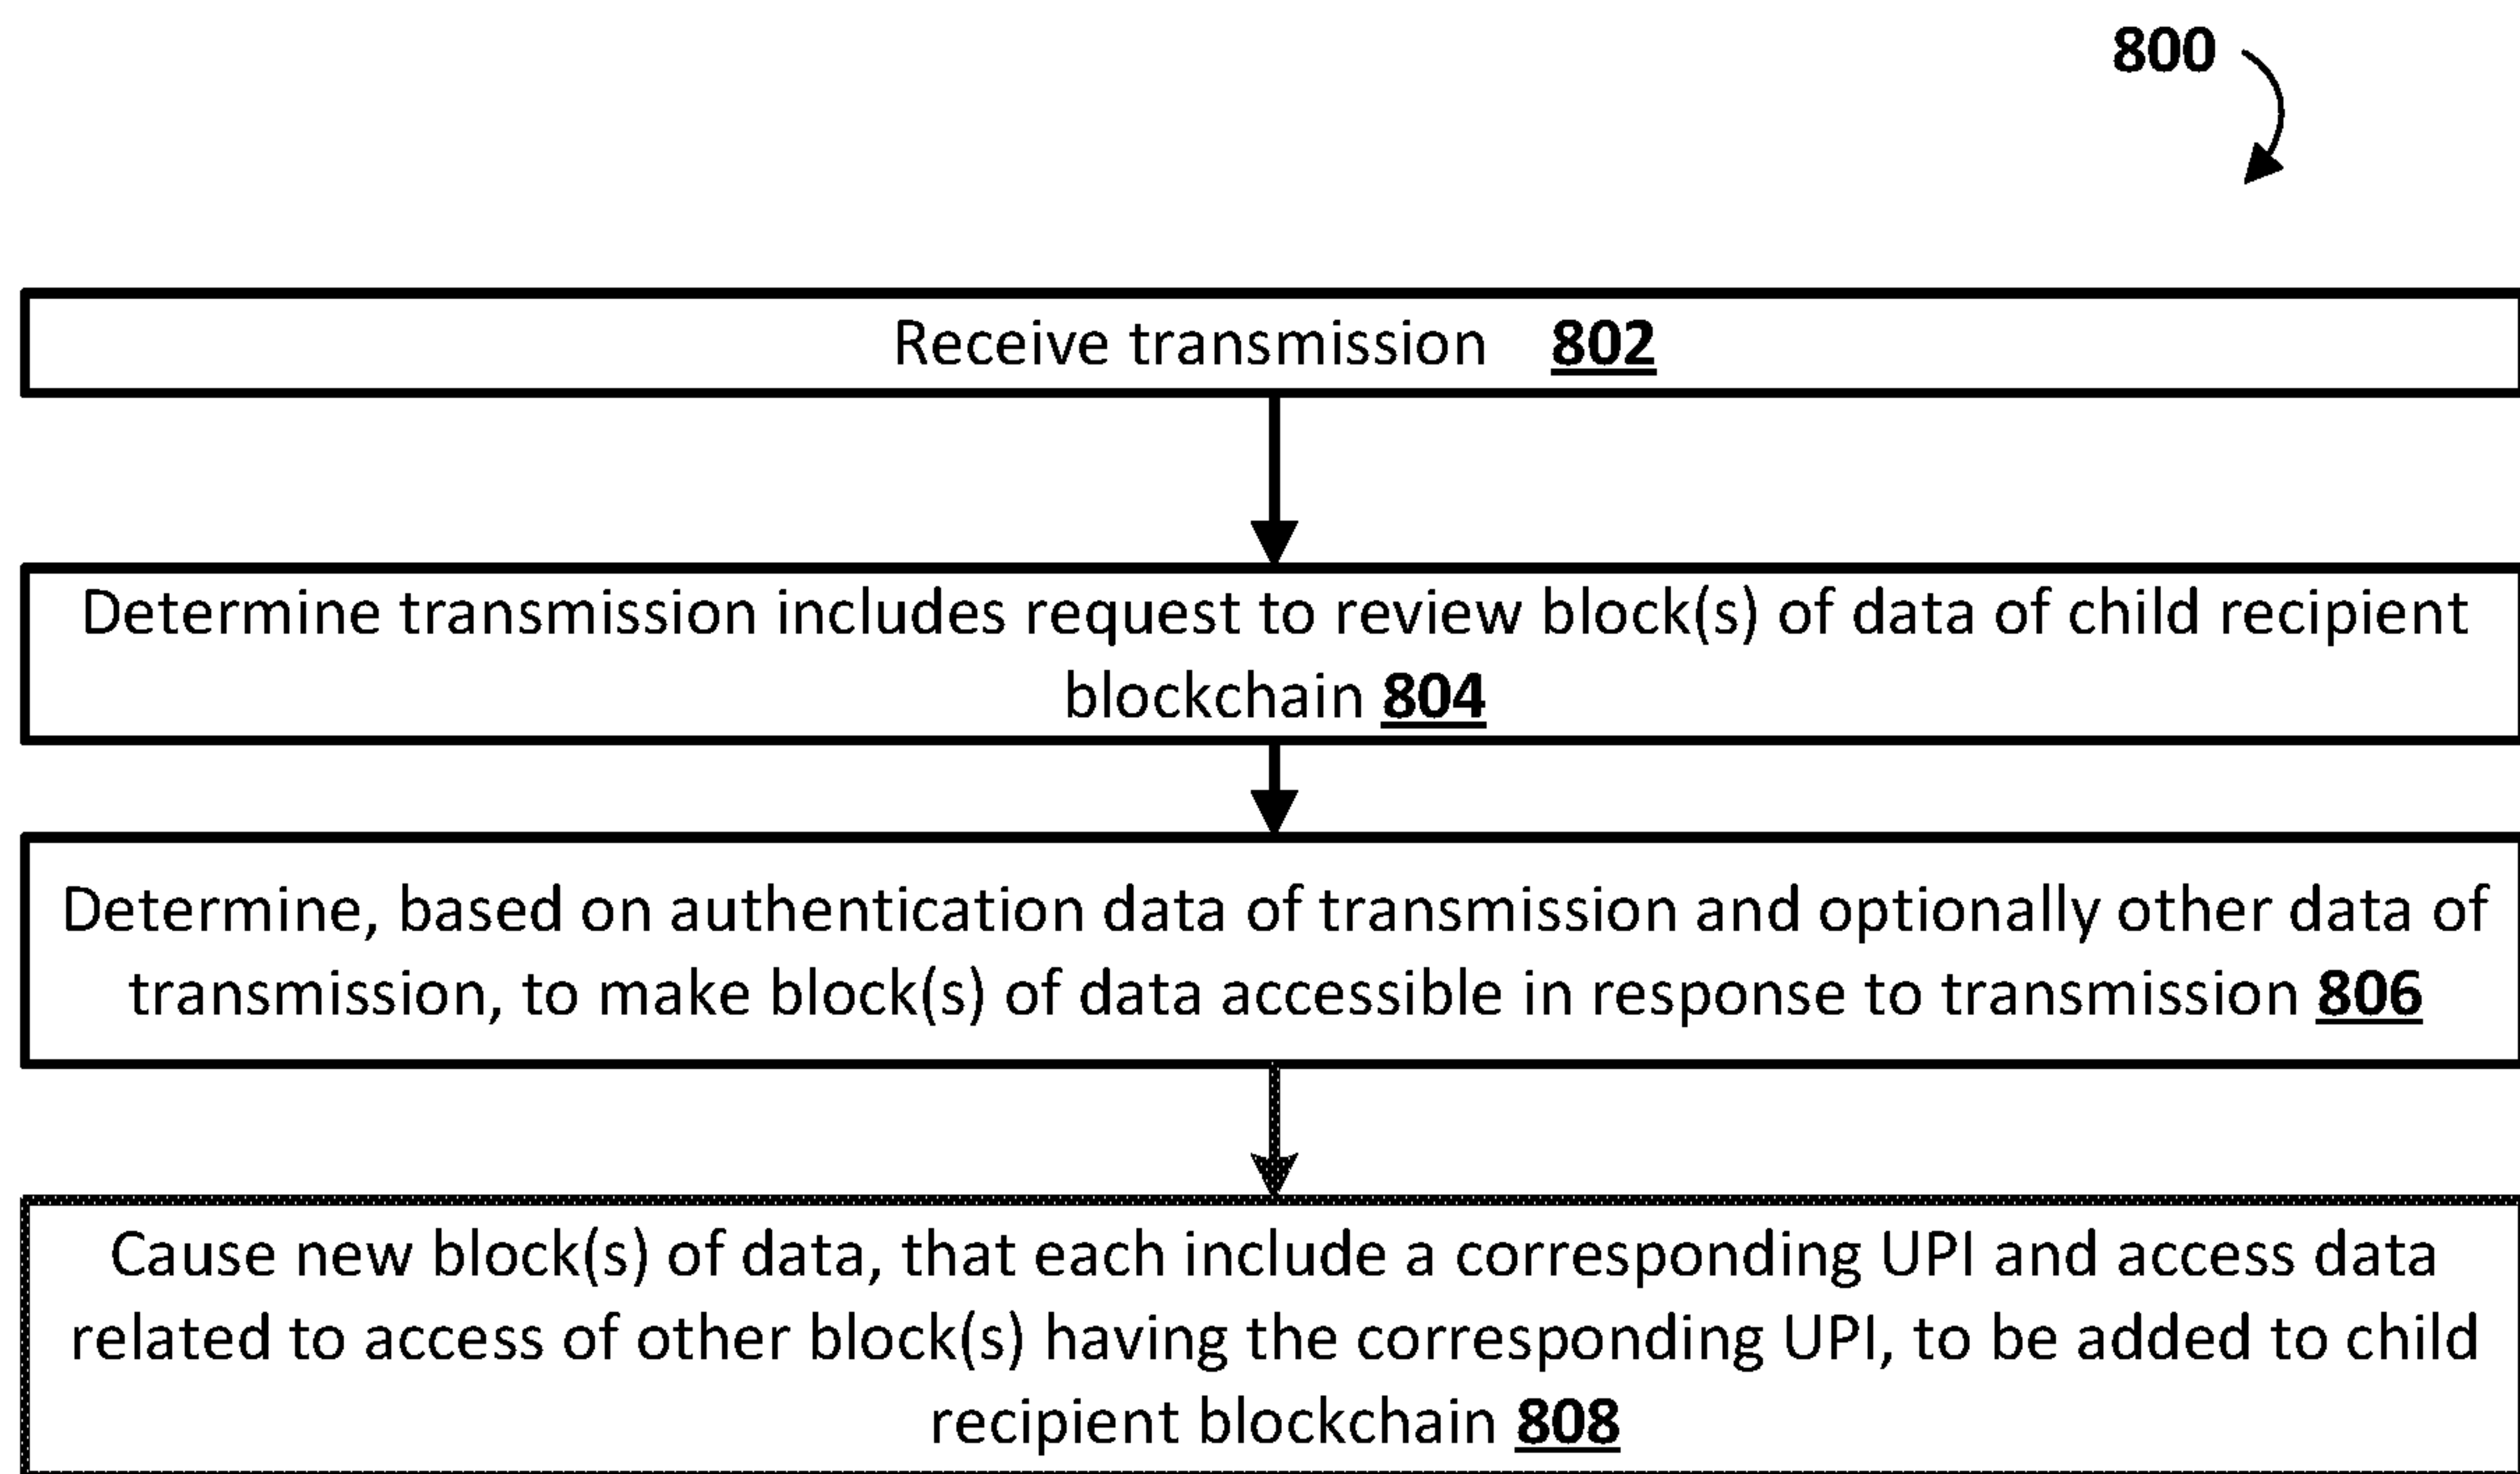 800
Receive transmission 802
Determine transmission includes request to review block(s) of data of child recipient
blockchain 804
Determine, based on authentication data of transmission and optionally other data of
transmission, to make block(s) of data accessible in response to transmission 806
Cause new block(s) of data, that each include a corresponding UPI and access data
related to access of other block(s) having the corresponding UPI, to be added to child
recipient blockchain 808